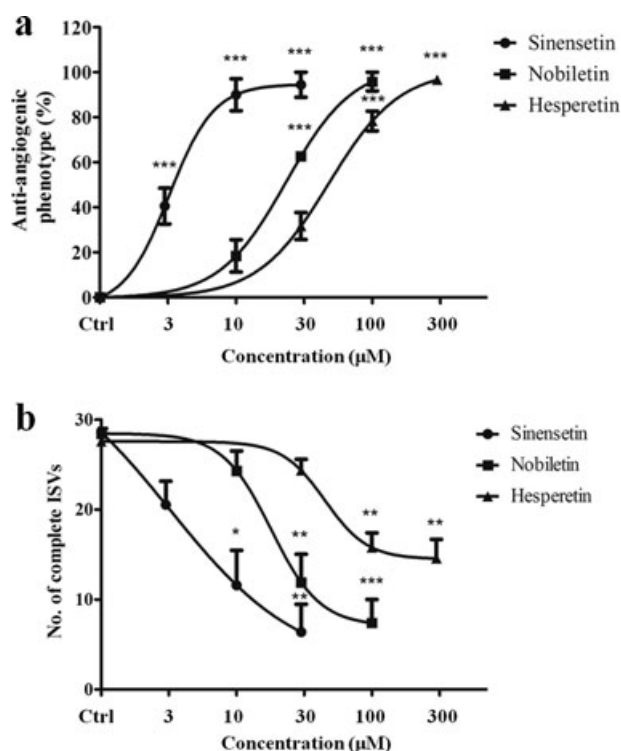 a
Anti-angiogenic
phenotype (%)
120
100
80
60
40
20
0
***
***
***
***
***
***
***
Ctrl 3 10 30 100 300
Concentration (μM)
Sinensetin
Nobiletin
Hesperetin
b
No. of complete ISVs
30
20
10
0
*
**
**
**
***
**
Ctrl 3 10 30 100 300
Concentration (μM)
Sinensetin
Nobiletin
Hesperetin